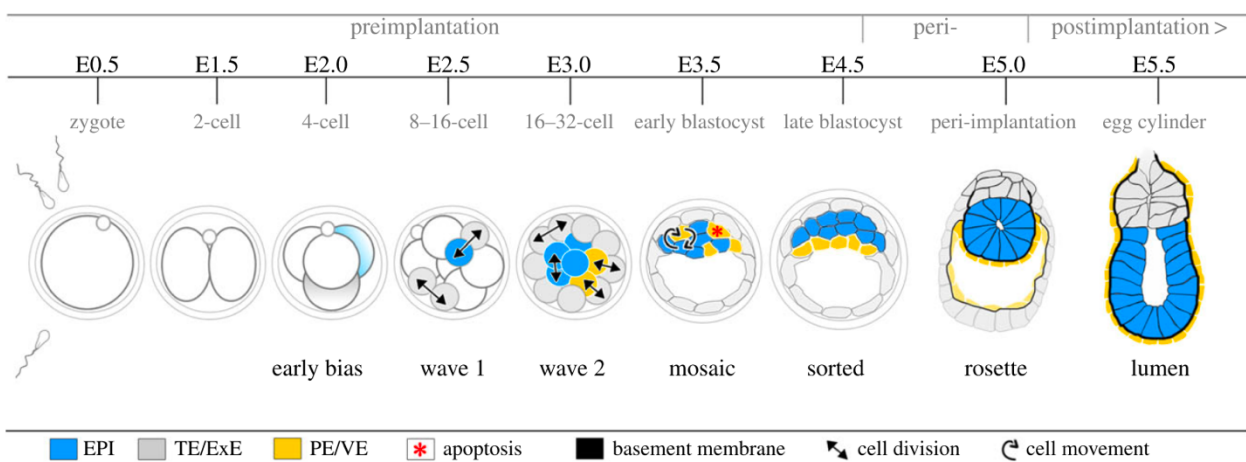 preimplantation peri- postimplantation >
E0.5 E1.5 E2.0 E2.5 E3.0 E3.5 E4.5 E5.0 E5.5
zygote 2-cell 4-cell 8–16-cell 16–32-cell early blastocyst late blastocyst peri-implantation egg cylinder
early bias wave 1 wave 2 mosaic sorted rosette lumen
EPI TE/ExE PE/VE * apoptosis basement membrane cell division cell movement